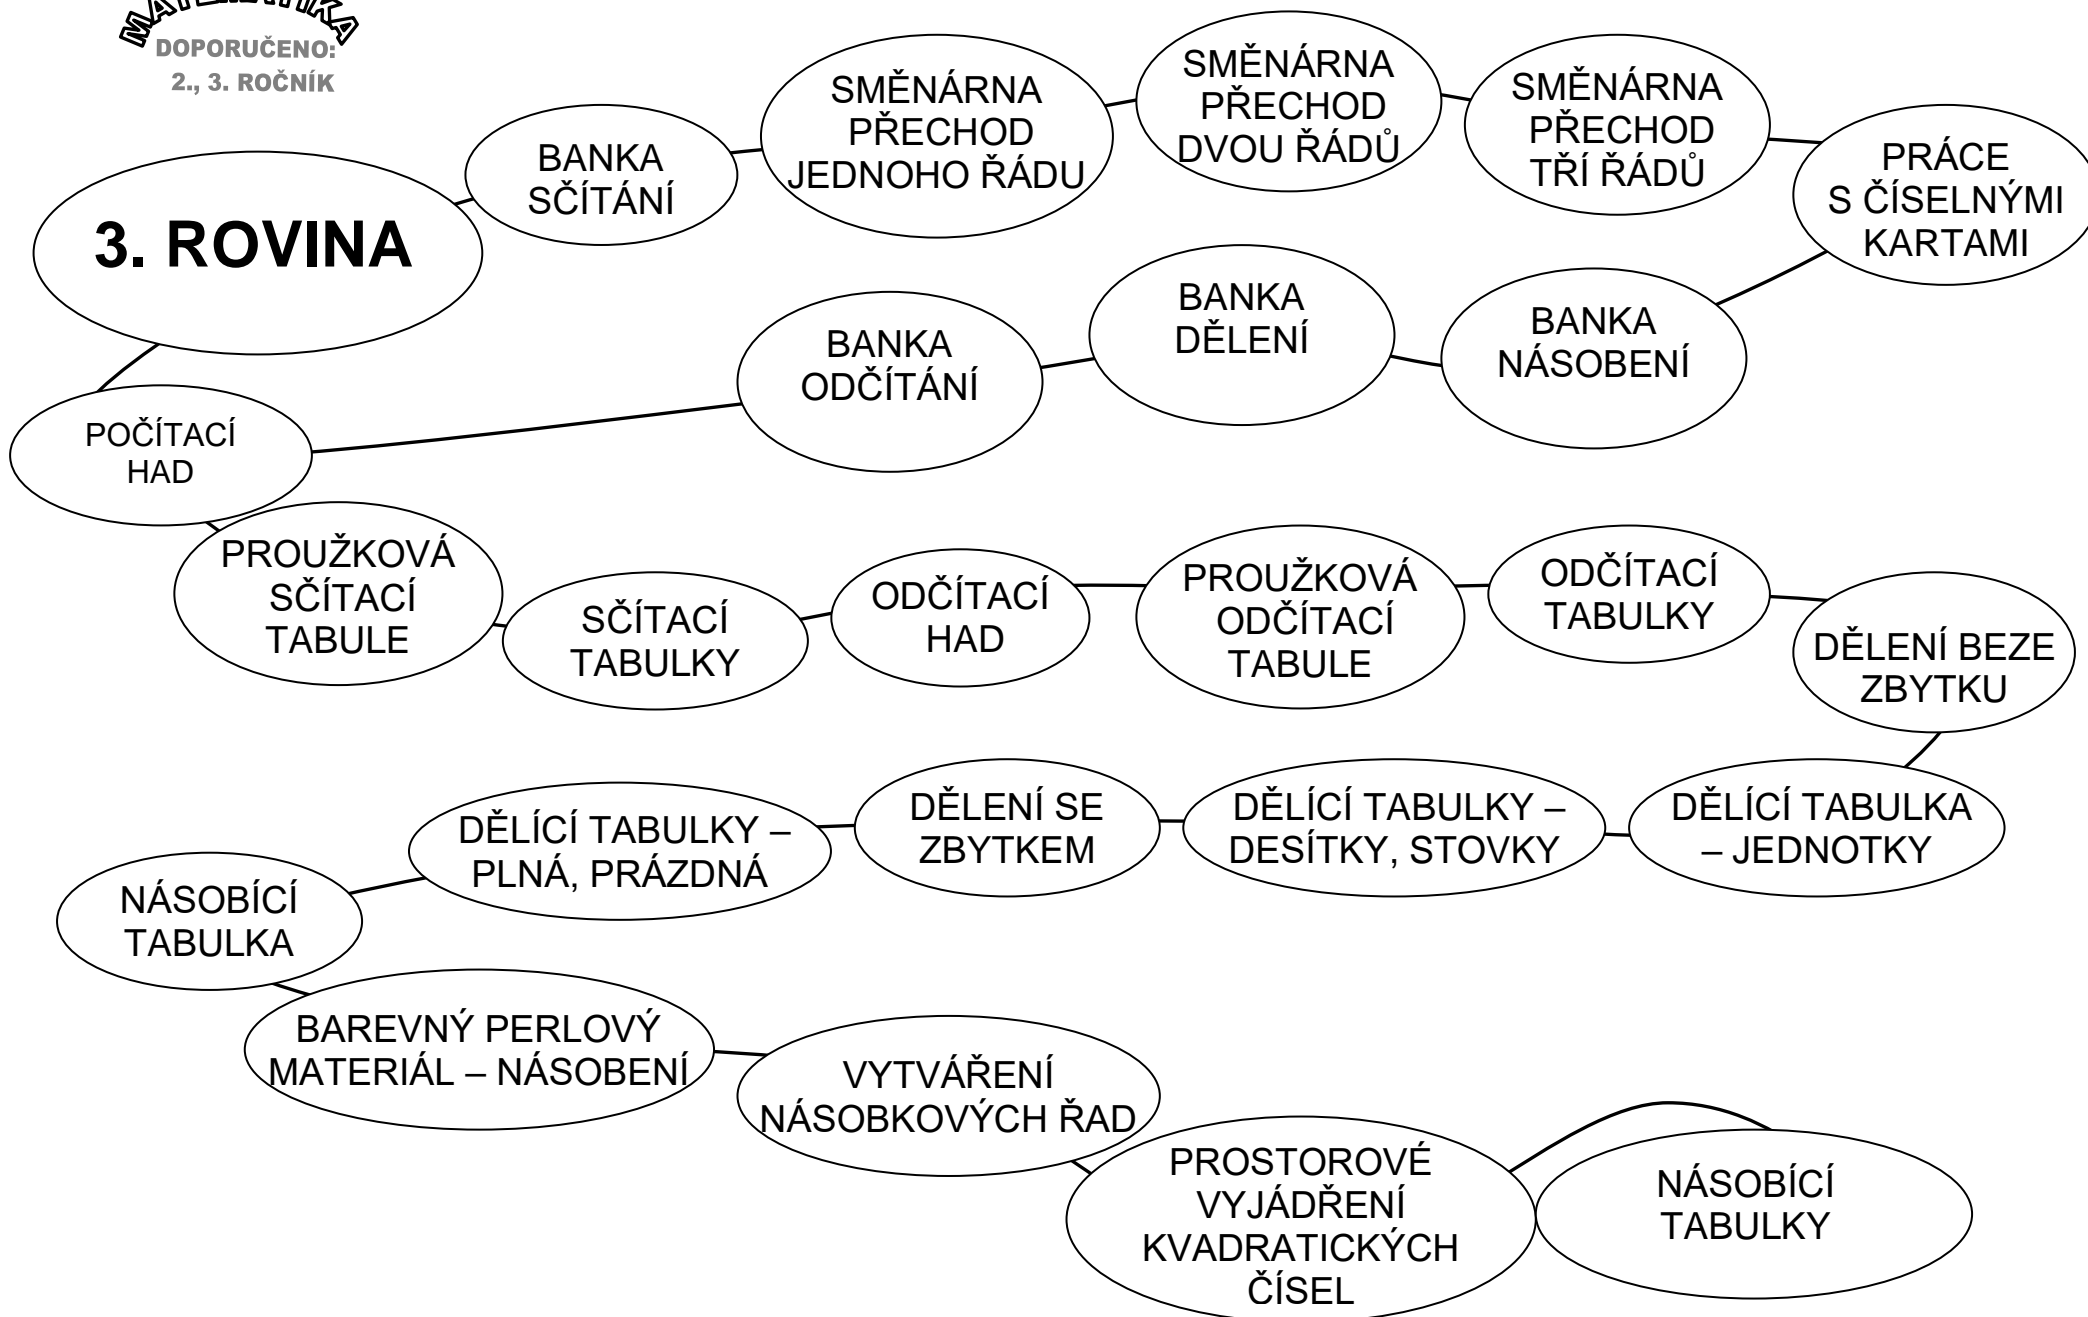 MATEMATIKA
DOPORUČENO:
2., 3. ROČNÍK
3. ROVINA
BANKA
SČÍTÁNÍ
SMĚNÁRNA
PŘECHOD
JEDNOHO ŘÁDU
SMĚNÁRNA
PŘECHOD
DVOU ŘÁDŮ
SMĚNÁRNA
PŘECHOD
TŘÍ ŘÁDŮ
PRÁCE
S ČÍSELNÝMI
KARTAMI
BANKA
NÁSOBENÍ
BANKA
DĚLENÍ
BANKA
ODČÍTÁNÍ
POČÍTACÍ
HAD
PROUŽKOVÁ
SČÍTACÍ
TABULE
SČÍTACÍ
TABULKY
ODČÍTACÍ
HAD
PROUŽKOVÁ
ODČÍTACÍ
TABULE
ODČÍTACÍ
TABULKY
DĚLENÍ BEZE
ZBYTKU
DĚLÍCÍ TABULKA
– JEDNOTKY
DĚLÍCÍ TABULKY –
DESÍTKY, STOVKY
DĚLENÍ SE
ZBYTKEM
DĚLÍCÍ TABULKY –
PLNÁ, PRÁZDNÁ
NÁSOBÍCÍ
TABULKA
BAREVNÝ PERLOVÝ
MATERIÁL – NÁSOBENÍ
VYTVÁŘENÍ
NÁSOBKOVÝCH ŘAD
PROSTOROVÉ
VYJÁDŘENÍ
KVADRATICKÝCH
ČÍSEL
NÁSOBÍCÍ
TABULKY